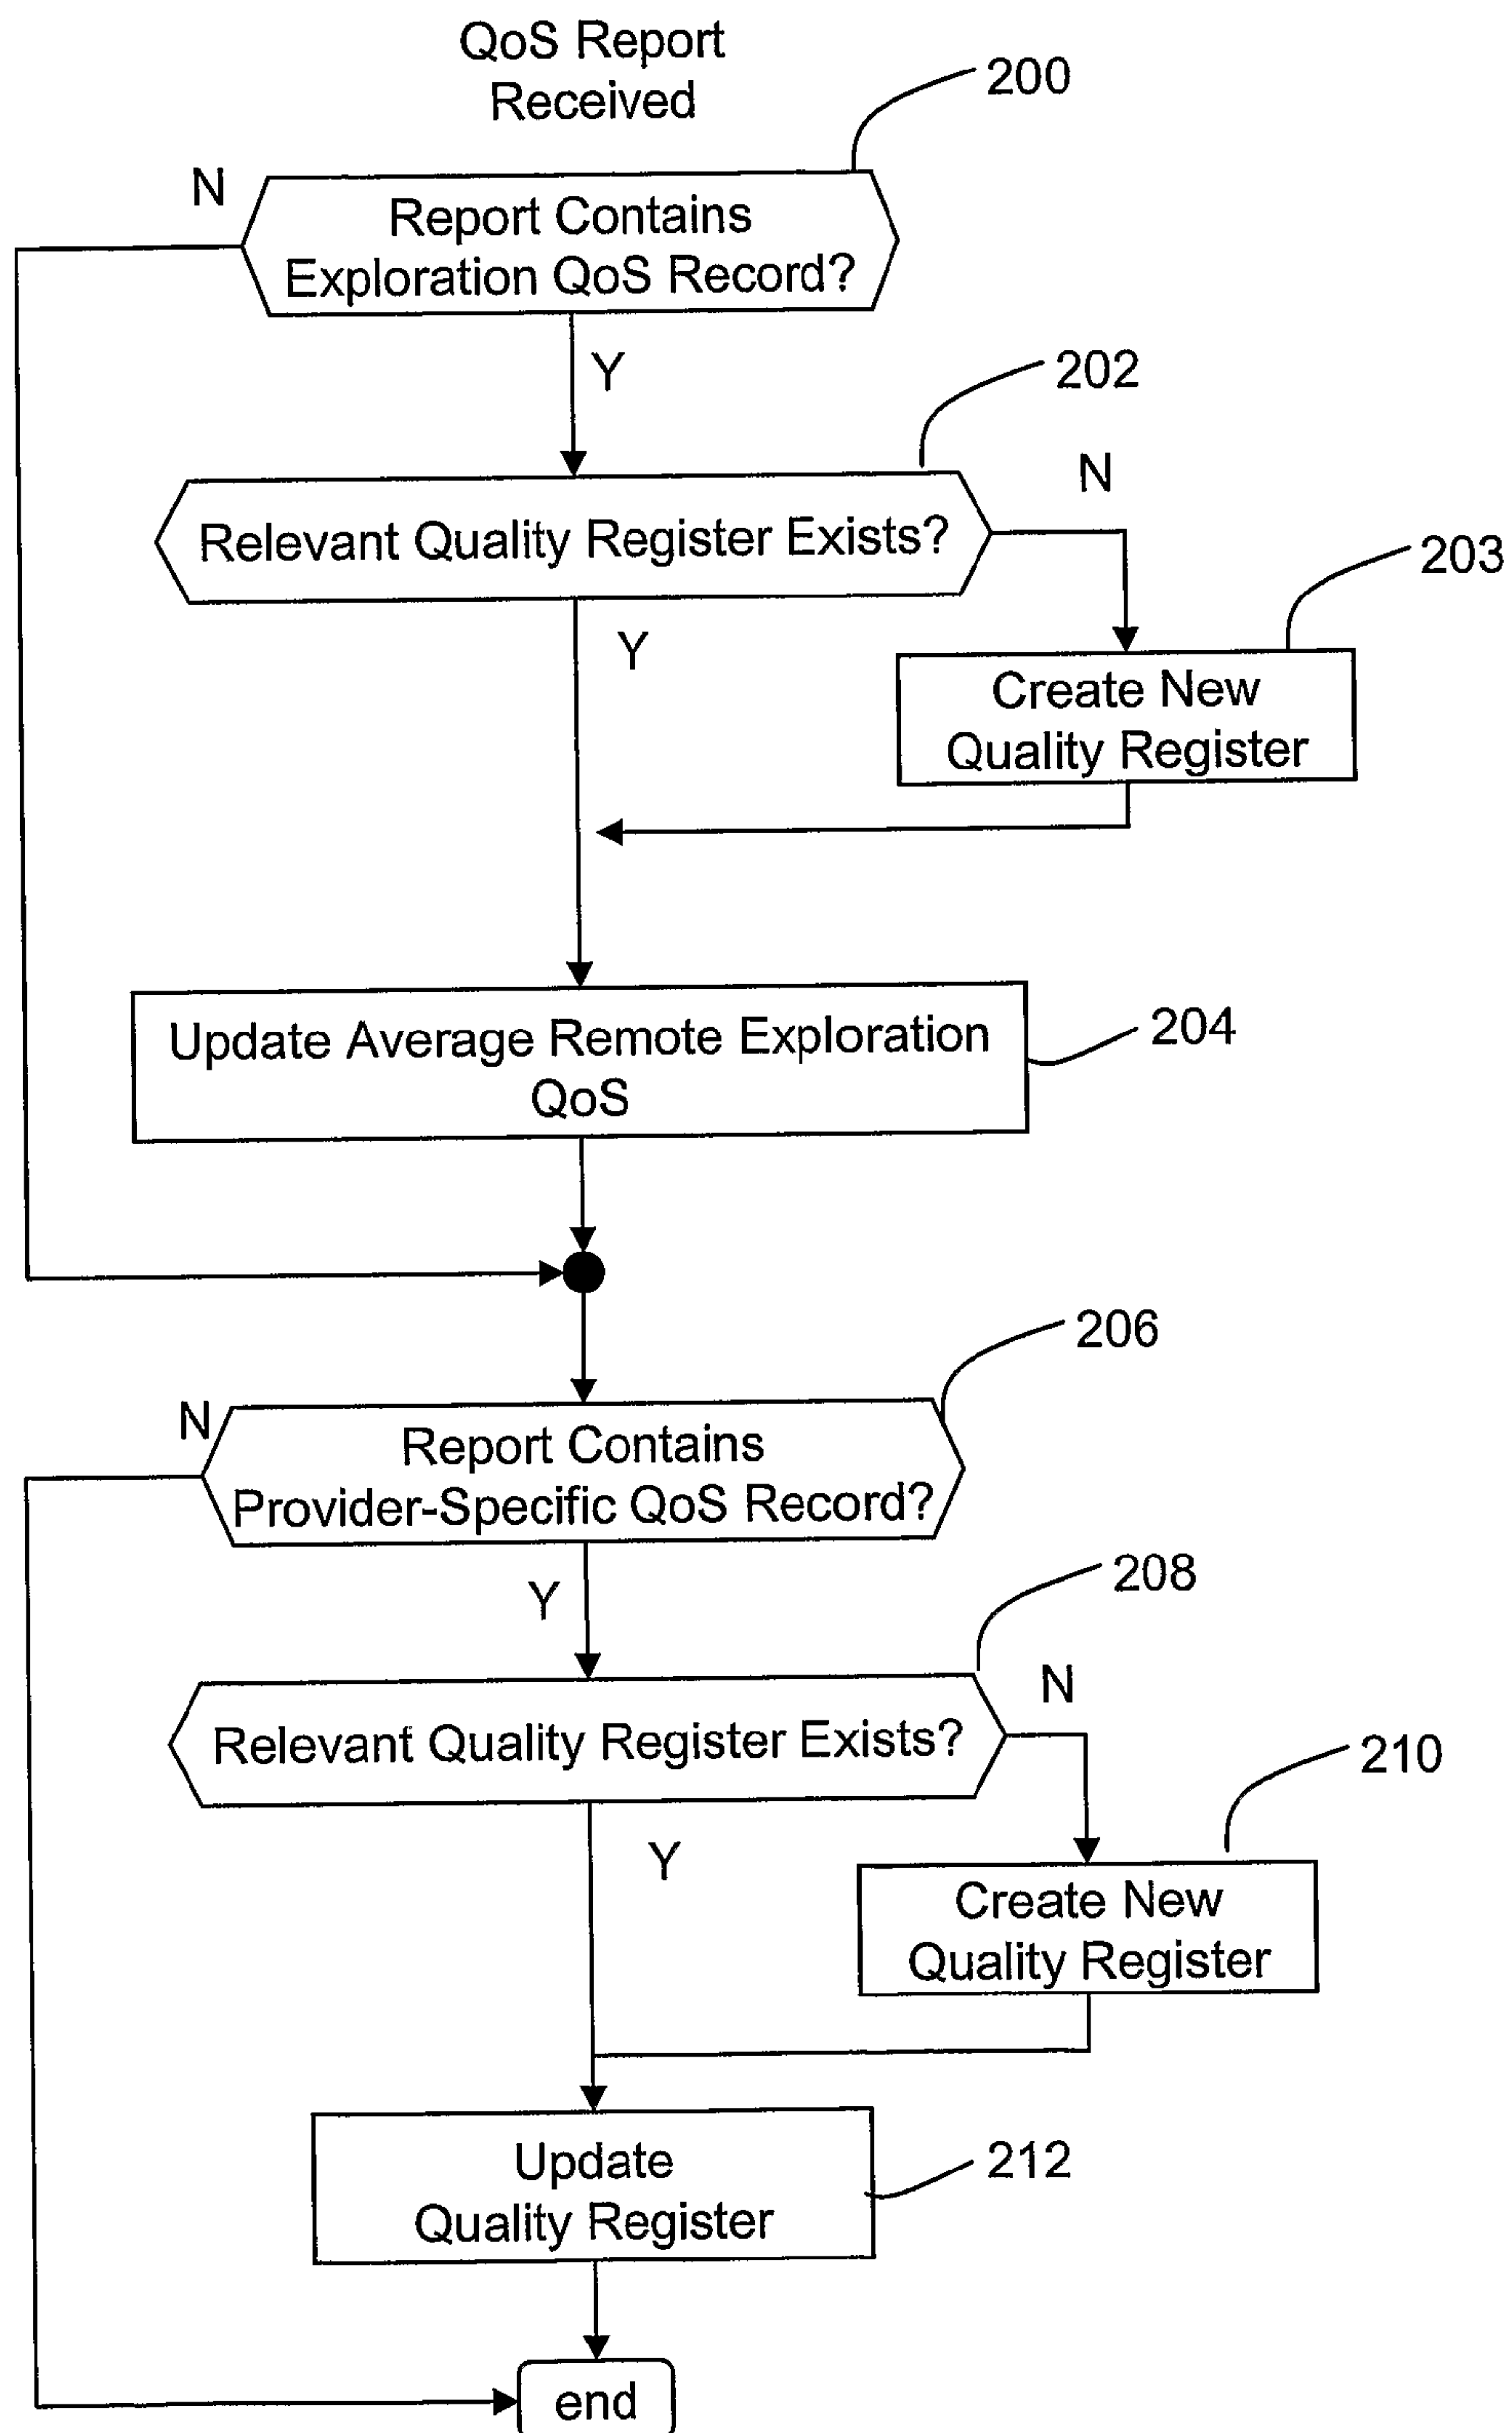 QoS Report
Received
200
N
Report Contains
Exploration QoS Record?
Y
202
N
Relevant Quality Register Exists?
203
Y
Create New
Quality Register
Update Average Remote Exploration
QoS
204
206
N
Report Contains
Provider-Specific QoS Record?
208
Y
N
Relevant Quality Register Exists?
210
Y
Create New
Quality Register
Update
Quality Register
212
end